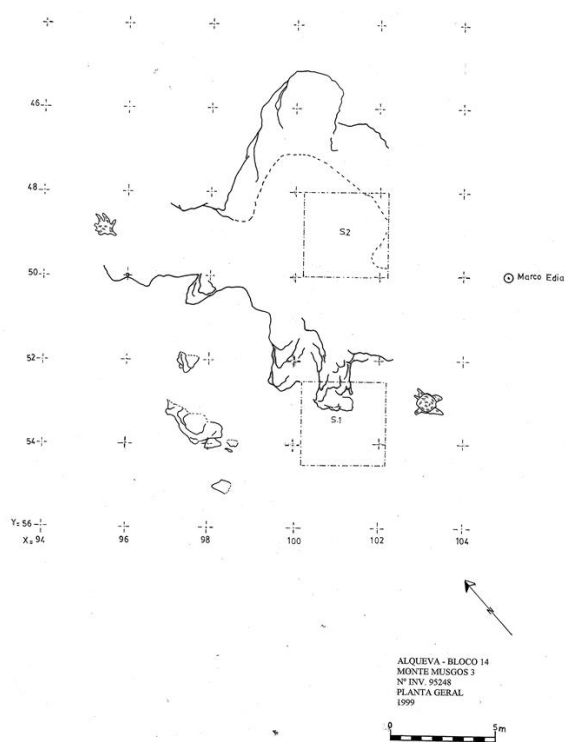 46
48
S2
50
Marco Edia
52
S.1
54
Y= 56
X= 94 96 98 100 102 104
N
ALQUEVA - BLOCO 14
MONTE MUSGOS 3
Nº INV. 95248
PLANTA GERAL
1999
0 5m